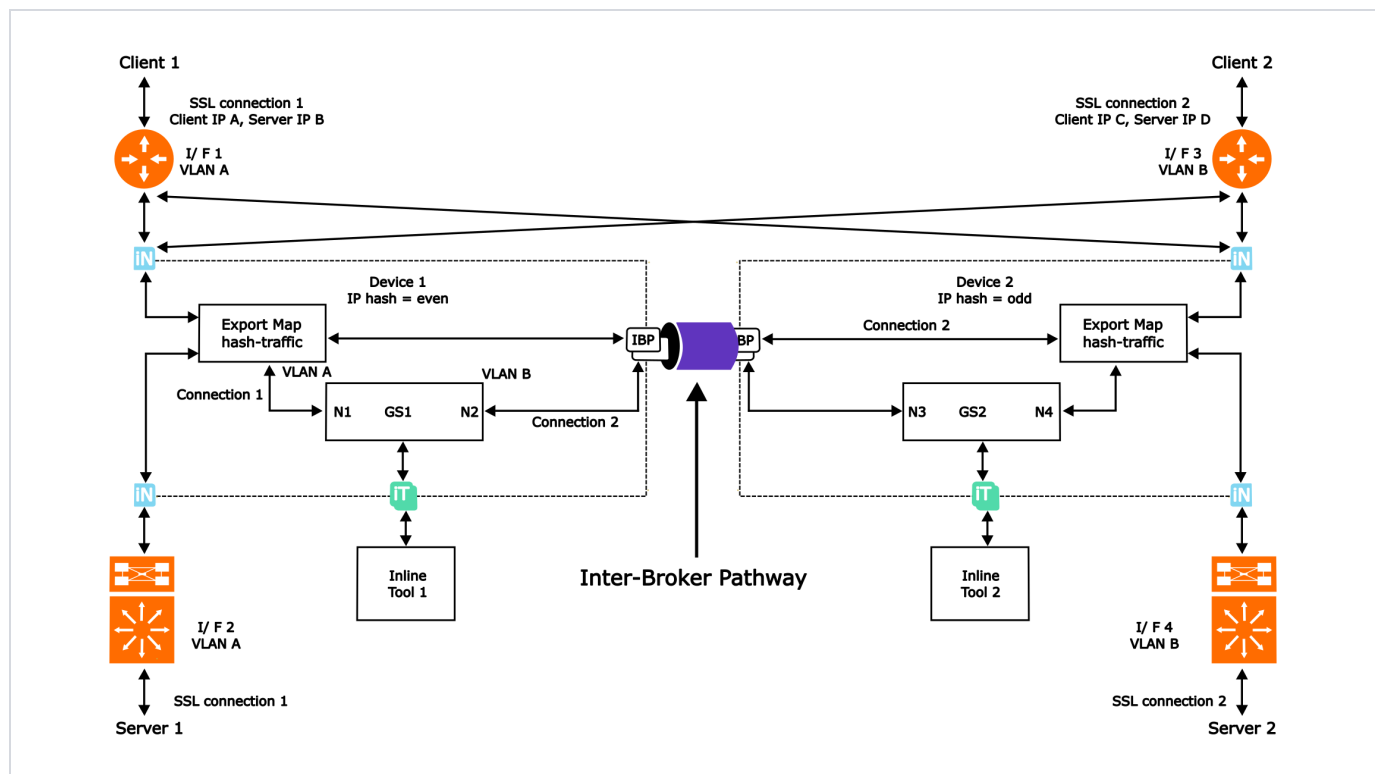 Client 1
Client 2
SSL connection 1
Client IP A, Server IP B
SSL connection 2
Client IP C, Server IP D
I/ F 1
VLAN A
I/ F 3
VLAN B
iN
iN
Device 1
IP hash = even
Device 2
IP hash = odd
Export Map
hash-traffic
IBP
BP
Connection 2
Export Map
hash-traffic
VLAN A
VLAN B
Connection 1
N1
GS1
N2
Connection 2
N3
GS2
N4
iN
iT
iT
iN
Inline
Tool 1
Inter-Broker Pathway
Inline
Tool 2
I/ F 2
VLAN A
I/ F 4
VLAN B
SSL connection 1
SSL connection 2
Server 1
Server 2